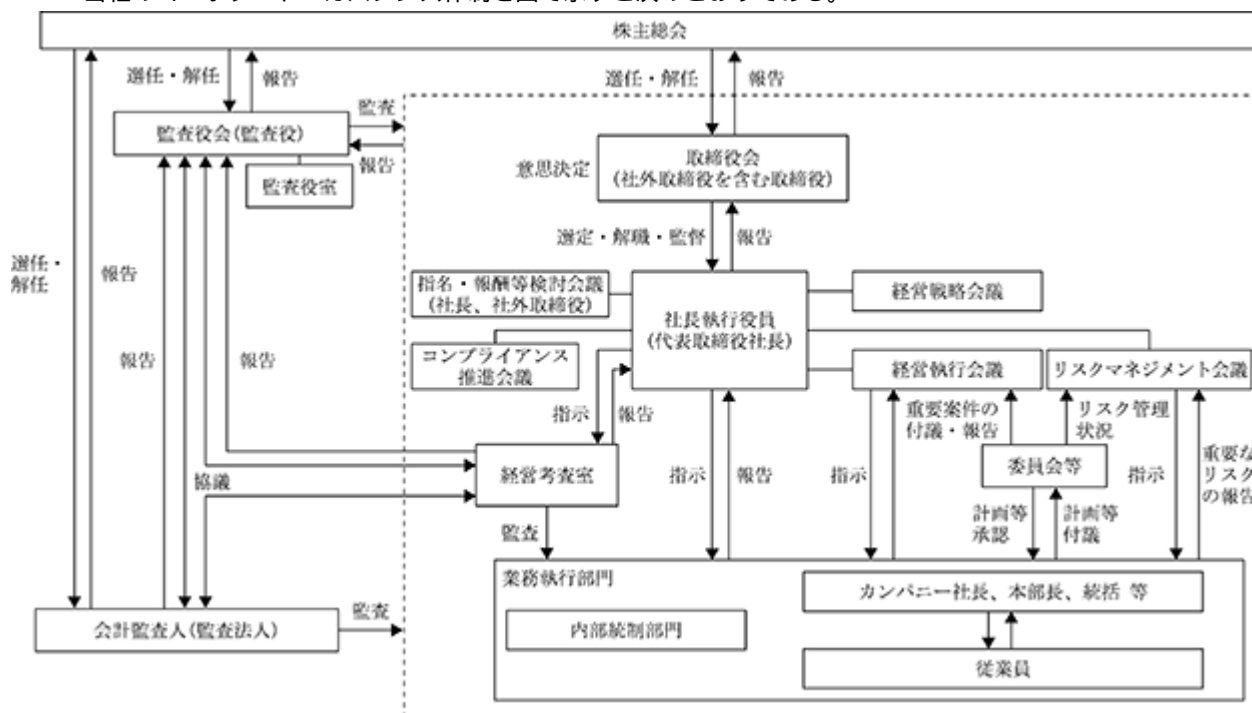 株主総会
選任・解任
報告
選任・解任
報告
監査
監査役会(監査役)
報告
監査役室
意思決定
取締役会
(社外取締役を含む取締役)
選定・解職・監督
報告
選任・
解任
報告
指名・報酬等検討会議
(社長、社外取締役)
社長執行役員
(代表取締役社長)
経営戦略会議
コンプライアンス
推進会議
経営執行会議
リスクマネジメント会議
報告
報告
指示
報告
重要案件の
付議・報告
リスク管理
状況
経営考査室
指示
報告
指示
委員会等
指示
重要な
リスク
の報告
協議
監査
計画等
承認
計画等
付議
業務執行部門
カンパニー社長、本部長、統括 等
内部統制部門
従業員
会計監査人(監査法人)
監査